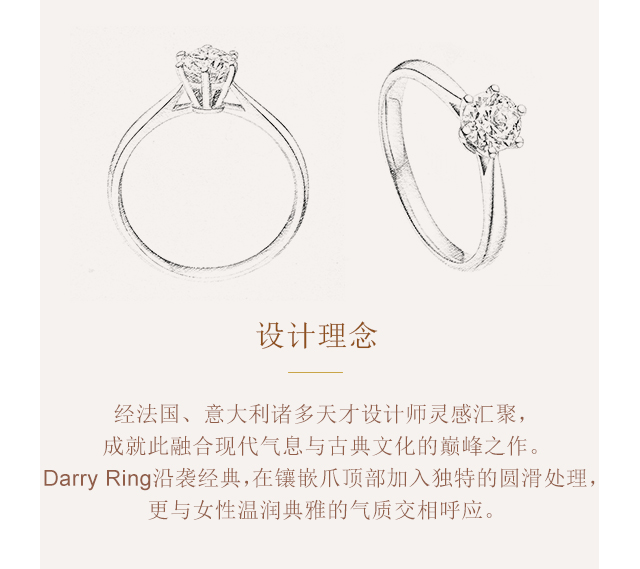 设计理念
经法国、意大利诸多天才设计师灵感汇聚，
成就此融合现代气息与古典文化的巅峰之作。
Darry Ring沿袭经典，在镶嵌爪顶部加入独特的圆滑处理，
更与女性温润典雅的气质交相呼应。